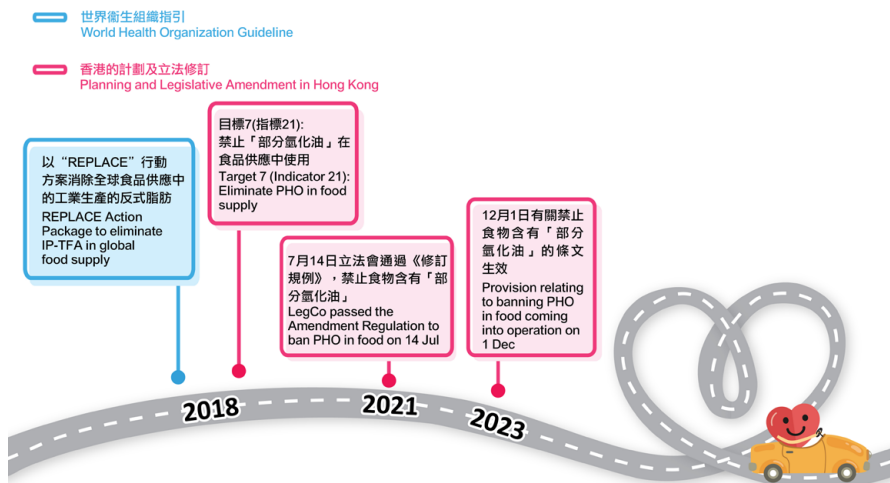 世界衞生組織指引
World Health Organization Guideline
香港的計劃及立法修訂
Planning and Legislative Amendment in Hong Kong
以“REPLACE”行動
方案消除全球食品供應中
的工業生產的反式脂肪
REPLACE Action
Package to eliminate
IP-TFA in global
food supply
目標7(指標21):
禁止「部分氫化油」在
食品供應中使用
Target 7 (Indicator 21):
Eliminate PHO in food
supply
7月14日立法會通過《修訂
規例》，禁止食物含有「部
分氫化油」
LegCo passed the
Amendment Regulation to
ban PHO in food on 14 Jul
12月1日有關禁止
食物含有「部分
氫化油」的條文
生效
Provision relating
to banning PHO
in food coming
into operation on
1 Dec
2018
2021
2023